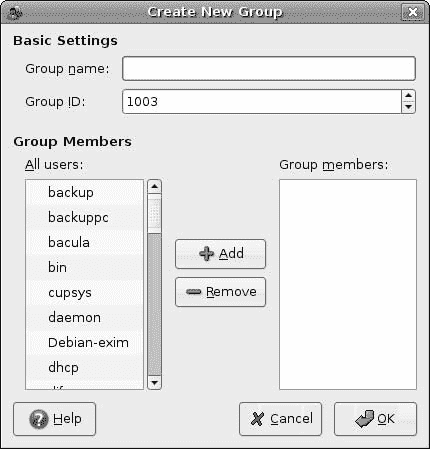 Create New Group
Basic Settings
Group name:
Group ID:
1003
Group Members
All users:
Group members:
backup
backuppc
bacula
bin
cupsys
daemon
Debian-exim
dhcp
Add
Remove
Help
Cancel
OK